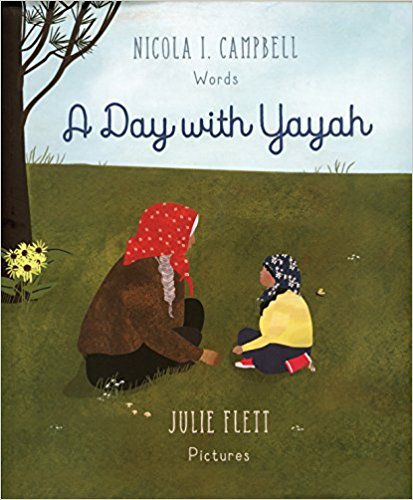 NICOLA I. CAMPBELL
Words
A Day with Yayah
JULIE FLETT
Pictures